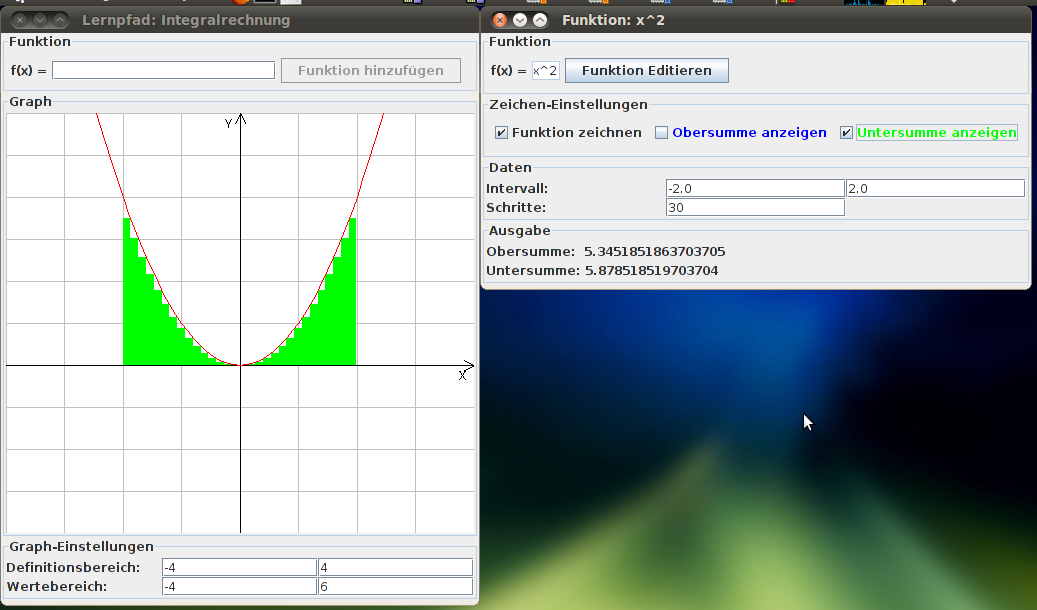 Lernpfad: Integralrechnung
Funktion
f(x) =
Funktion hinzufügen
Graph
Y
X
Graph-Einstellungen
Definitionsbereich: -4 4
Wertebereich: -4 6
Funktion: x^2
Funktion
f(x) = x^2 Funktion Editieren
Zeichen-Einstellungen
Funktion zeichnen Obersumme anzeigen Untersumme anzeigen
Daten
Intervall: -2.0 2.0
Schritte: 30
Ausgabe
Obersumme: 5.3451851863703705
Untersumme: 5.878518519703704